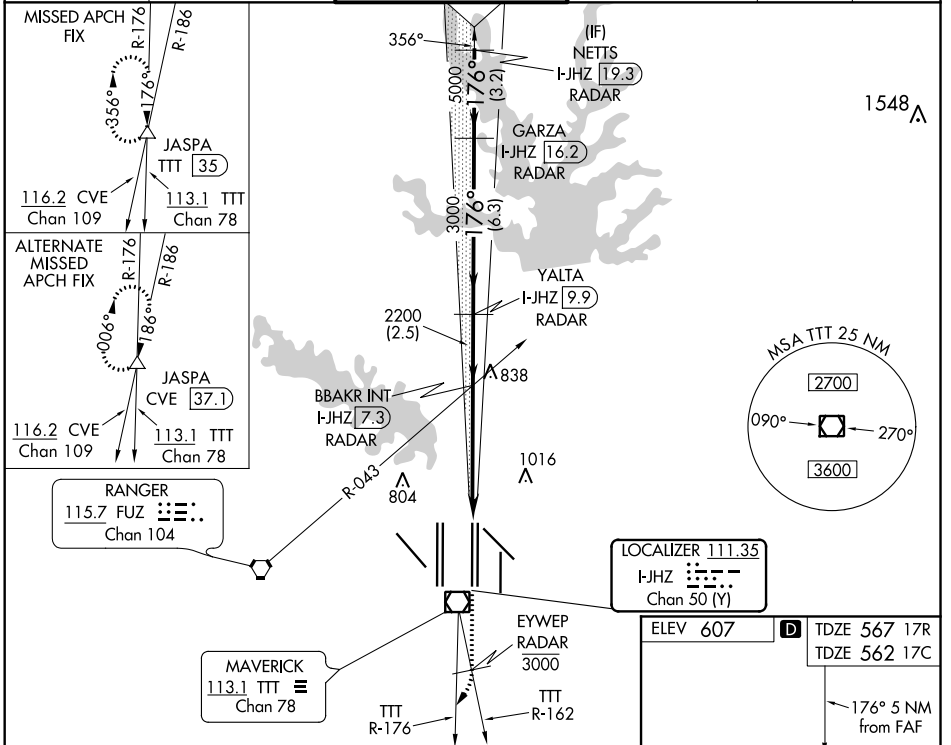 MISSED APCH
FIX
R-176
R-186
356°
176°
JASPA
TTT 35
116.2 CVE
Chan 109
113.1 TTT
Chan 78
ALTERNATE
MISSED
APCH FIX
R-176
R-186
006°
186°
JASPA
CVE 37.1
116.2 CVE
Chan 109
113.1 TTT
Chan 78
356°
(IF)
NETTS
I-JHZ 19.3
RADAR
5000
176°
(3.2)
GARZA
I-JHZ 16.2
RADAR
3000
176°
(6.3)
YALTA
I-JHZ 9.9
RADAR
2200
(2.5)
BBAKR INT
I-JHZ 7.3
RADAR
838
1016
804
1548
R-043
MSA TTT 25 NM
2700
090°
270°
3600
RANGER
115.7 FUZ
Chan 104
LOCALIZER 111.35
I-JHZ
Chan 50 (Y)
MAVERICK
113.1 TTT
Chan 78
EYWEP
RADAR
3000
TTT
R-176
TTT
R-162
ELEV 607
D
TDZE 567 17R
TDZE 562 17C
176° 5 NM
from FAF